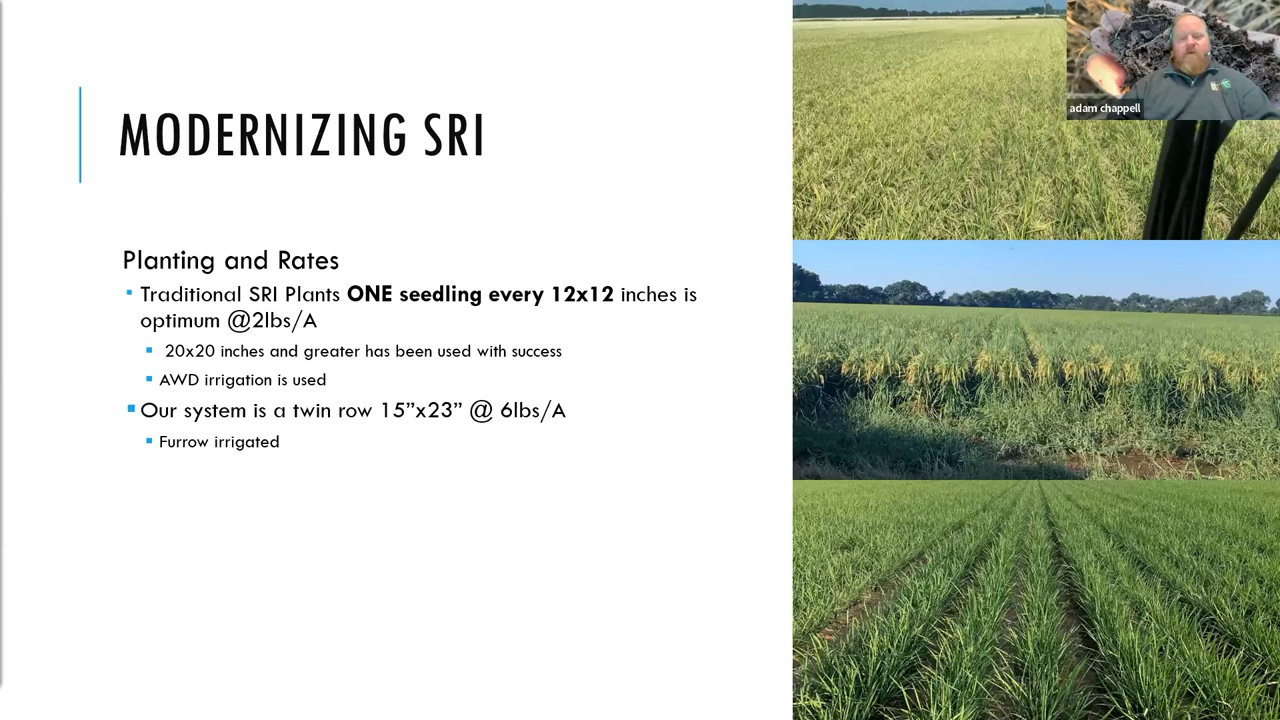 MODERNIZING SRI
adam chappell
Planting and Rates
▪ Traditional SRI Plants ONE seedling every 12x12 inches is
optimum @2lbs/A
▪ 20x20 inches and greater has been used with success
▪ AWD irrigation is used
▪ Our system is a twin row 15”x23” @ 6lbs/A
▪ Furrow irrigated